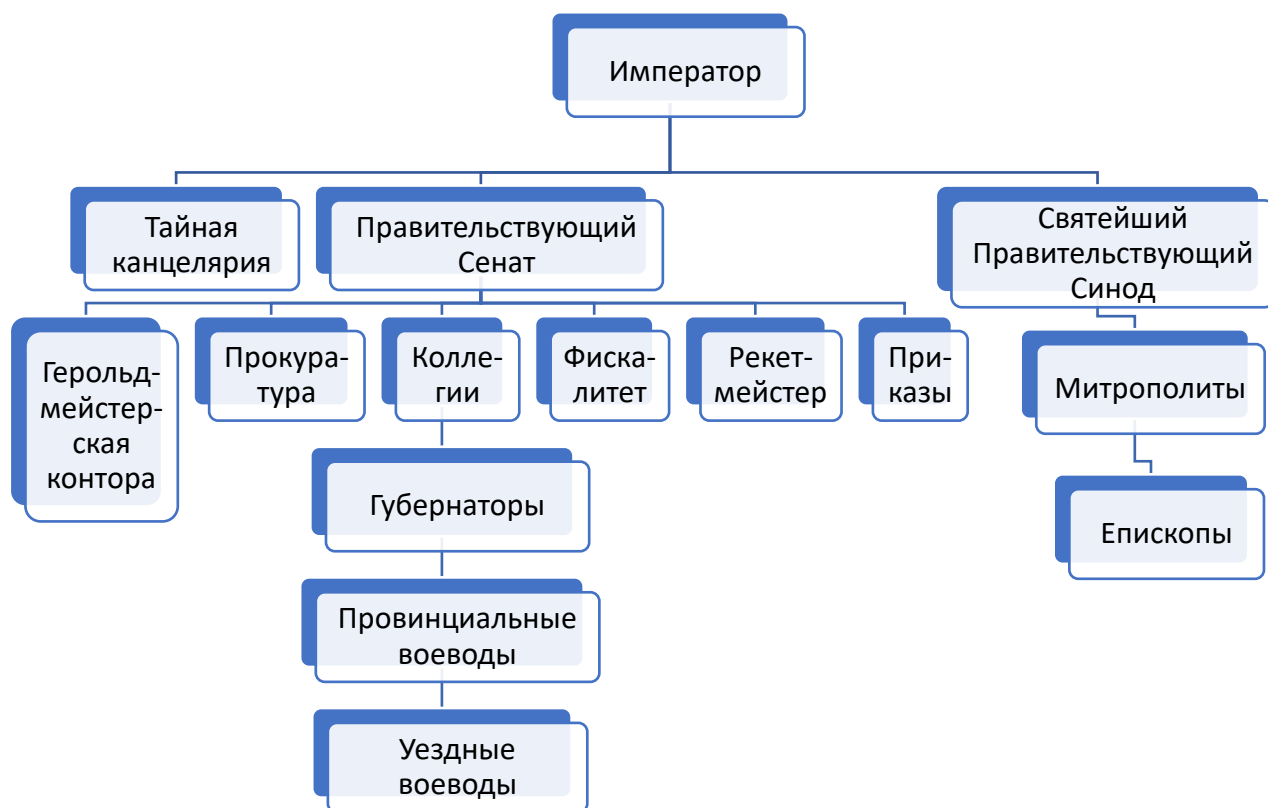 Император
Тайная
канцелярия
Правительствующий
Сенат
Святейший
Правительствующий
Синод
Герольд-
мейстер-
ская
контора
Прокура-
тура
Колле-
гии
Фиска-
литет
Рекет-
мейстер
При-
казы
Митрополиты
Губернаторы
Епископы
Провинциальные
воеводы
Уездные
воеводы